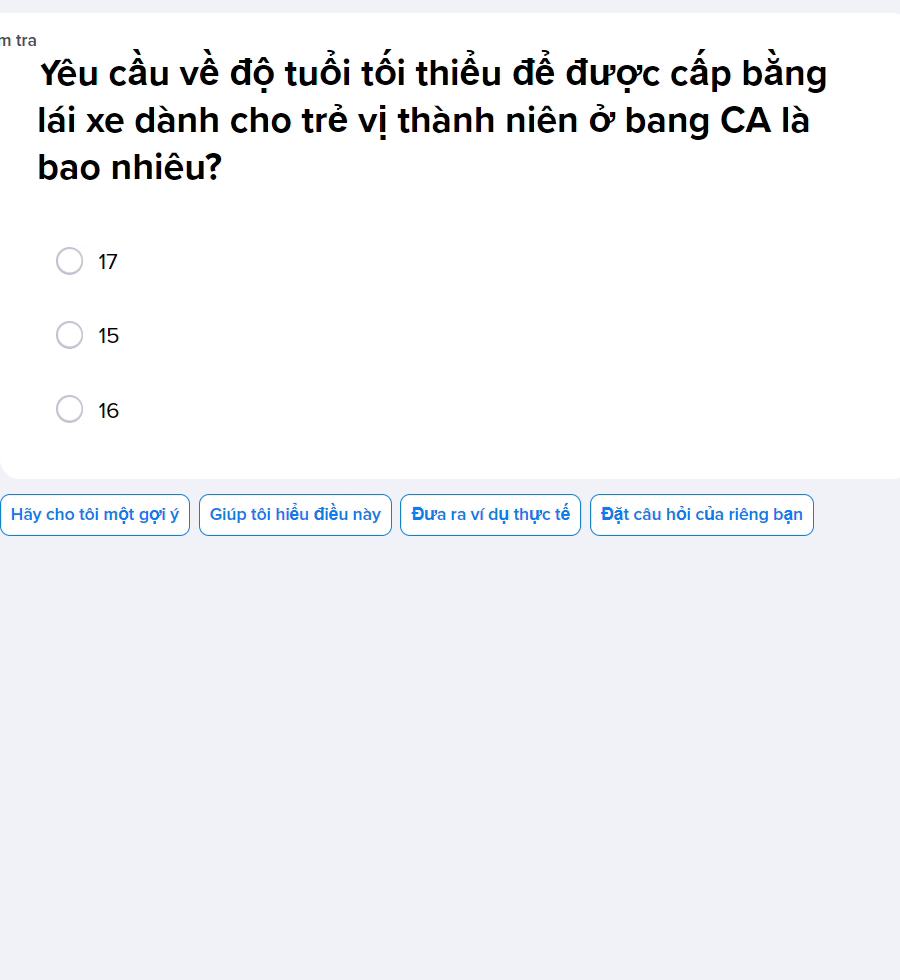 tra
Yêu cầu về độ tuổi tối thiểu để được cấp bằng
lái xe dành cho trẻ vị thành niên ở bang CA là
bao nhiêu?
17
15
16
Hãy cho tôi một gợi ý
Giúp tôi hiểu điều này
Đưa ra ví dụ thực tế
Đặt câu hỏi của riêng bạn